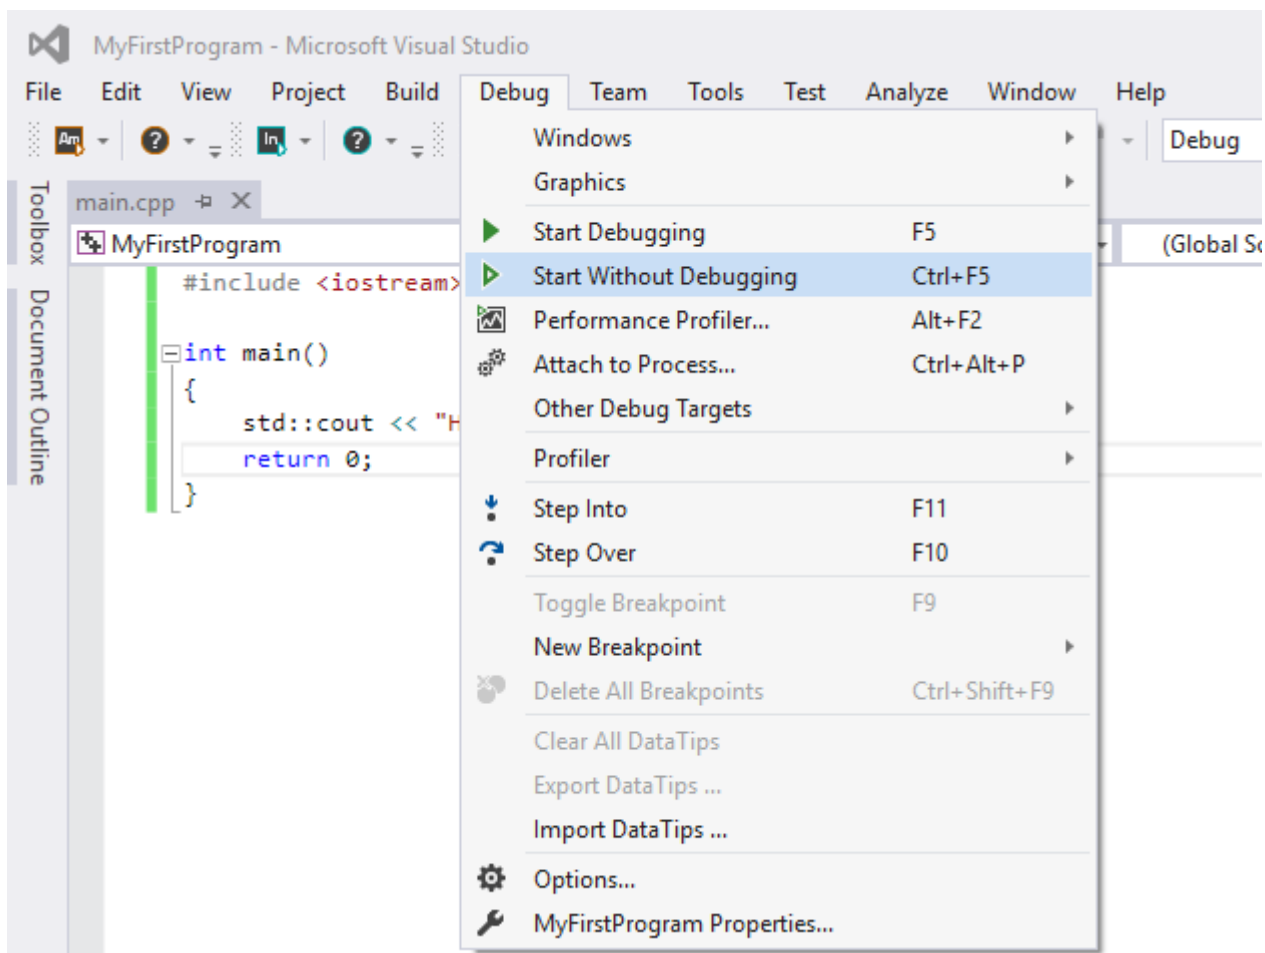 MyFirstProgram - Microsoft Visual Studio
File Edit View Project Build Debug Team Tools Test Analyze Window Help
Am ? In ? Debug
Toolbox
Document Outline
main.cpp
MyFirstProgram
(Global
#include <iostream>
int main()
{
std::cout << "H
return 0;
}
Windows
Graphics
Start Debugging F5
Start Without Debugging Ctrl+F5
Performance Profiler... Alt+F2
Attach to Process... Ctrl+Alt+P
Other Debug Targets
Profiler
Step Into F11
Step Over F10
Toggle Breakpoint F9
New Breakpoint
Delete All Breakpoints Ctrl+Shift+F9
Clear All DataTips
Export DataTips ...
Import DataTips ...
Options...
MyFirstProgram Properties...